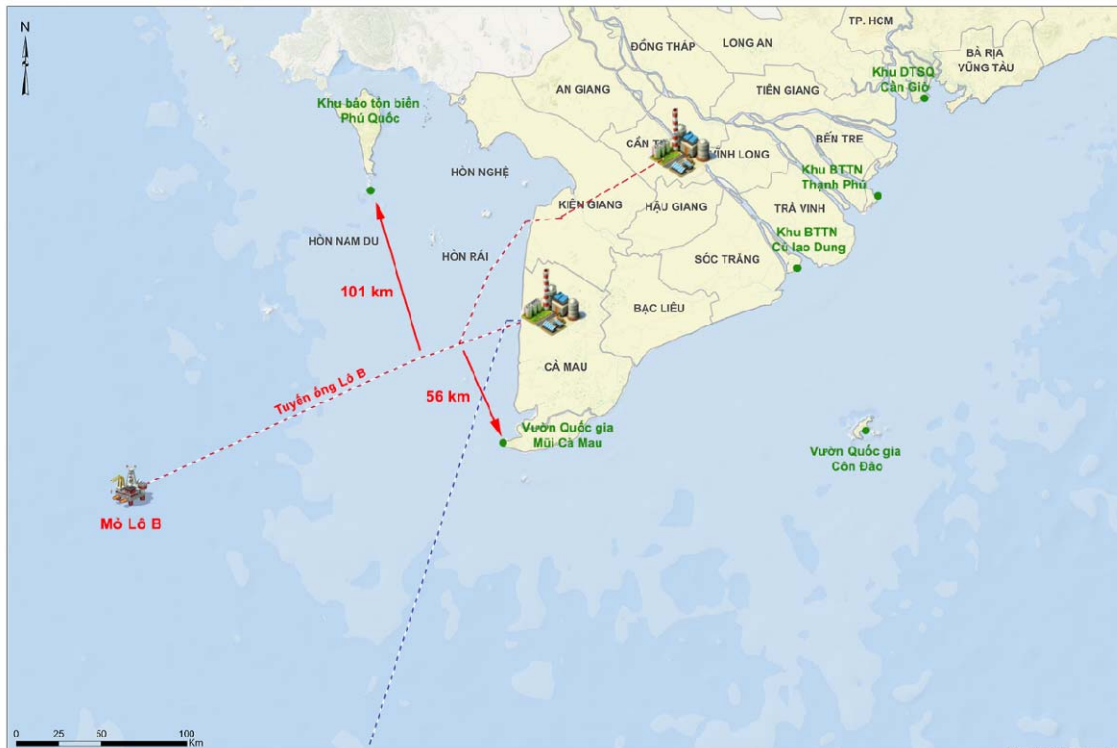 N
TP. HCM
ĐỒNG THÁP
LONG AN
BÀ RỊA
VŨNG TÀU
Khu DTSQ
Cần Giờ
AN GIANG
TIỀN GIANG
Khu bảo tồn biển
Phú Quốc
BẾN TRE
HÒN NGHỆ
VĨNH LONG
Khu BTTN
Thạnh Phú
KIÊN GIANG
HẬU GIANG
TRÀ VINH
HÒN NAM DU
HÒN RÁI
Khu BTTN
Cù lao Dung
SÓC TRĂNG
101 km
BẠC LIÊU
CÀ MAU
Tuyến ống Lô B
56 km
Vườn Quốc gia
Mũi Cà Mau
Vườn Quốc gia
Côn Đảo
Mỏ Lô B
0 25 50 100
Km